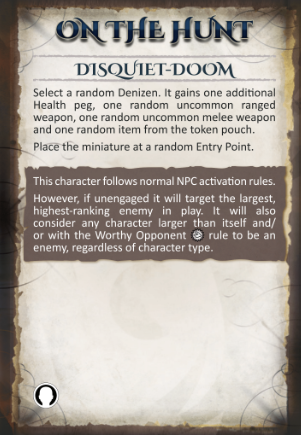 ON THE HUNT
DISQUIET-DOOM
Select a random Denizen. It gains one additional
Health peg, one random uncommon ranged
weapon, one random uncommon melee weapon
and one random item from the token pouch.
Place the miniature at a random Entry Point.
This character follows normal NPC activation rules.
However, if unengaged it will target the largest,
highest-ranking enemy in play. It will also
consider any character larger than itself and/
or with the Worthy Opponent rule to be an
enemy, regardless of character type.